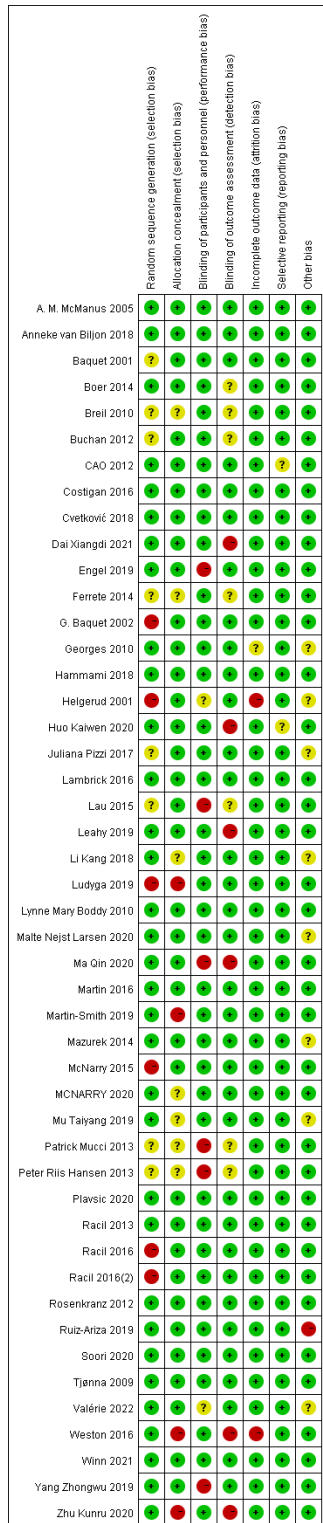 Random sequence generation (selection bias)
Allocation concealment (selection bias)
Blinding of participants and personnel (performance bias)
Blinding of outcome assessment (detection bias)
Incomplete outcome data (attrition bias)
Selective reporting (reporting bias)
Other bias
A. M. McManus 2005 + + + + + + +
Anneke van Biljon 2018 + + + + + + +
Baquet 2001 ? + + + + + +
Boer 2014 + + + ? + + +
Breil 2010 ? ? + ? + + +
Buchan 2012 ? + + ? + + +
CAO 2012 + + + + + ? +
Costigan 2016 + + + + + + +
Cvetković 2018 + + + + + + +
Dai Xiangdi 2021 + + + - + + +
Engel 2019 + + - + + + +
Ferrete 2014 ? ? + ? + + +
G. Baquet 2002 - + + + + + +
Georges 2010 + + + + ? + ?
Hammami 2018 + + + + + + +
Helgerud 2001 - + ? + - + ?
Huo Kaiwen 2020 + + + - + ? +
Juliana Pizzi 2017 ? + + + + + ?
Lambrick 2016 + + + + + + +
Lau 2015 ? + - ? + + +
Leahy 2019 + + + - + + +
Li Kang 2018 + ? + + + + ?
Ludyga 2019 - - + + + + +
Lynne Mary Boddy 2010 + + + + + + +
Malte Nejst Larsen 2020 + + + + + + ?
Ma Qin 2020 + + - - + + +
Martin 2016 + + + + + + +
Martin-Smith 2019 + - + + + + +
Mazurek 2014 + + + + + + ?
McNarry 2015 - + + + + + +
MCNARRY 2020 + ? + + + + +
Mu Taiyang 2019 + ? + + + + ?
Patrick Mucci 2013 ? ? - ? + + +
Peter Riis Hansen 2013 ? ? - ? + + +
Plavsic 2020 + + + + + + +
Racil 2013 + + + + + + +
Racil 2016 - + + + + + +
Racil 2016(2) - + + + + + +
Rosenkranz 2012 + + + + + + +
Ruiz-Ariza 2019 + + + + + + -
Soori 2020 + + + + + + +
Tjønna 2009 + + + + + + +
Valérie 2022 + + ? + + + ?
Weston 2016 + - + - - + +
Winn 2021 + + + + + + +
Yang Zhongwu 2019 + + - + + + +
Zhu Kunru 2020 + - + - + + +